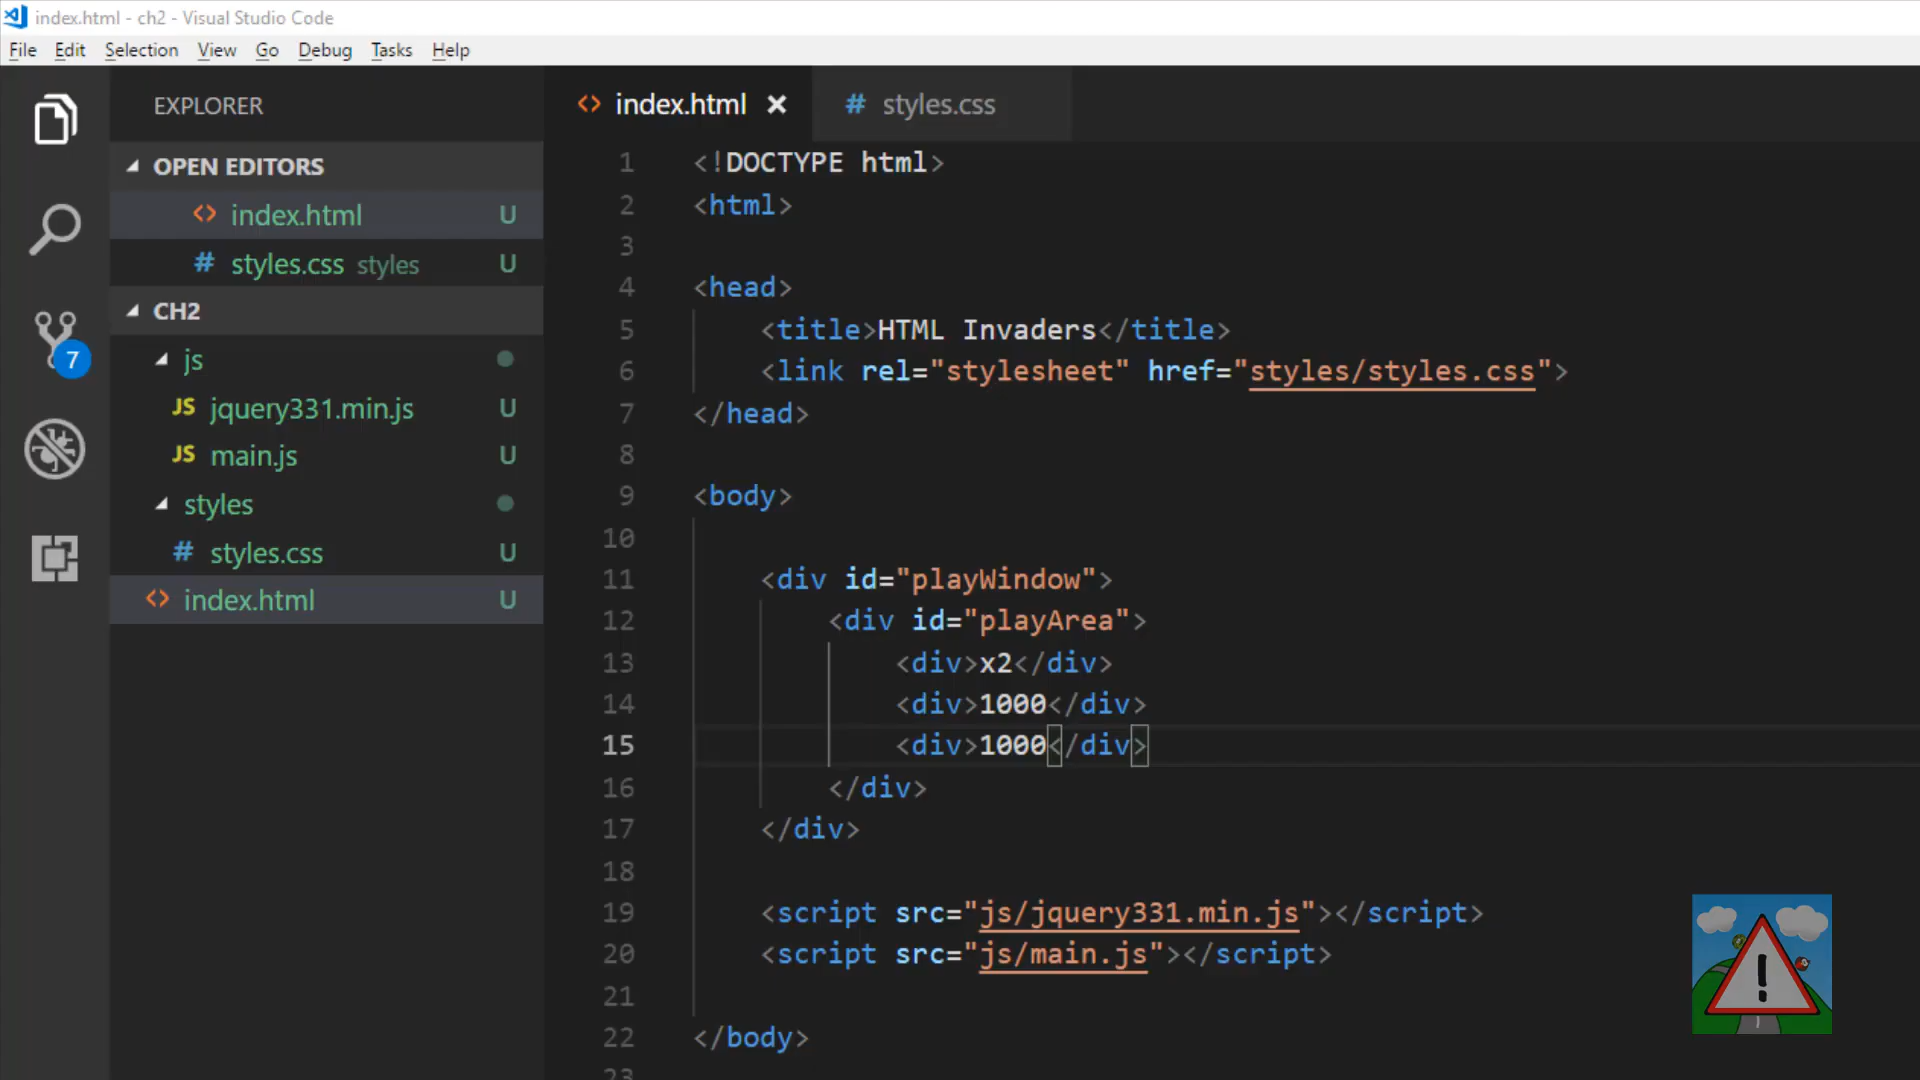 index.html - ch2 - Visual Studio Code
File Edit Selection View Go Debug Tasks Help
EXPLORER
OPEN EDITORS
<> index.html U
# styles.css styles U
CH2
js
JS jquery331.min.js U
JS main.js U
styles
# styles.css U
<> index.html U
7
<> index.html ×
# styles.css
1 <!DOCTYPE html>
2 <html>
3
4 <head>
5     <title>HTML Invaders</title>
6     <link rel="stylesheet" href="styles/styles.css">
7 </head>
8
9 <body>
10
11     <div id="playWindow">
12         <div id="playArea">
13             <div>x2</div>
14             <div>1000</div>
15             <div>1000</div>
16         </div>
17     </div>
18
19     <script src="js/jquery331.min.js"></script>
20     <script src="js/main.js"></script>
21
22 </body>
23
!